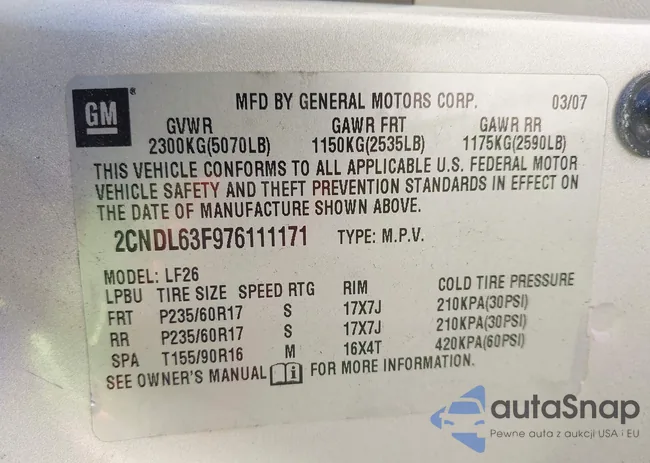 GM
MFD BY GENERAL MOTORS CORP. 03/07
GVWR GAWR FRT GAWR RR
2300KG(5070LB) 1150KG(2535LB) 1175KG(2590LB)
THIS VEHICLE CONFORMS TO ALL APPLICABLE U.S. FEDERAL MOTOR
VEHICLE SAFETY AND THEFT PREVENTION STANDARDS IN EFFECT ON
THE DATE OF MANUFACTURE SHOWN ABOVE.
2CNDL63F976111171 TYPE: M.P.V.
MODEL: LF26
LPBU TIRE SIZE SPEED RTG RIM COLD TIRE PRESSURE
FRT P235/60R17 S 17X7J 210KPA(30PSI)
RR P235/60R17 S 17X7J 210KPA(30PSI)
SPA T155/90R16 M 16X4T 420KPA(60PSI)
SEE OWNER'S MANUAL i FOR MORE INFORMATION.
autaSnap
Pewne auta z aukcji USA i EU